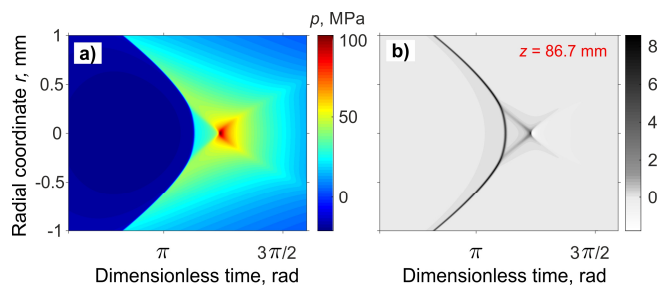 p, MPa
a)
b)
z = 86.7 mm
Radial coordinate r, mm
1
0.5
0
-0.5
-1
100
50
0
8
6
4
2
0
π
3π/2
π
3π/2
Dimensionless time, rad
Dimensionless time, rad